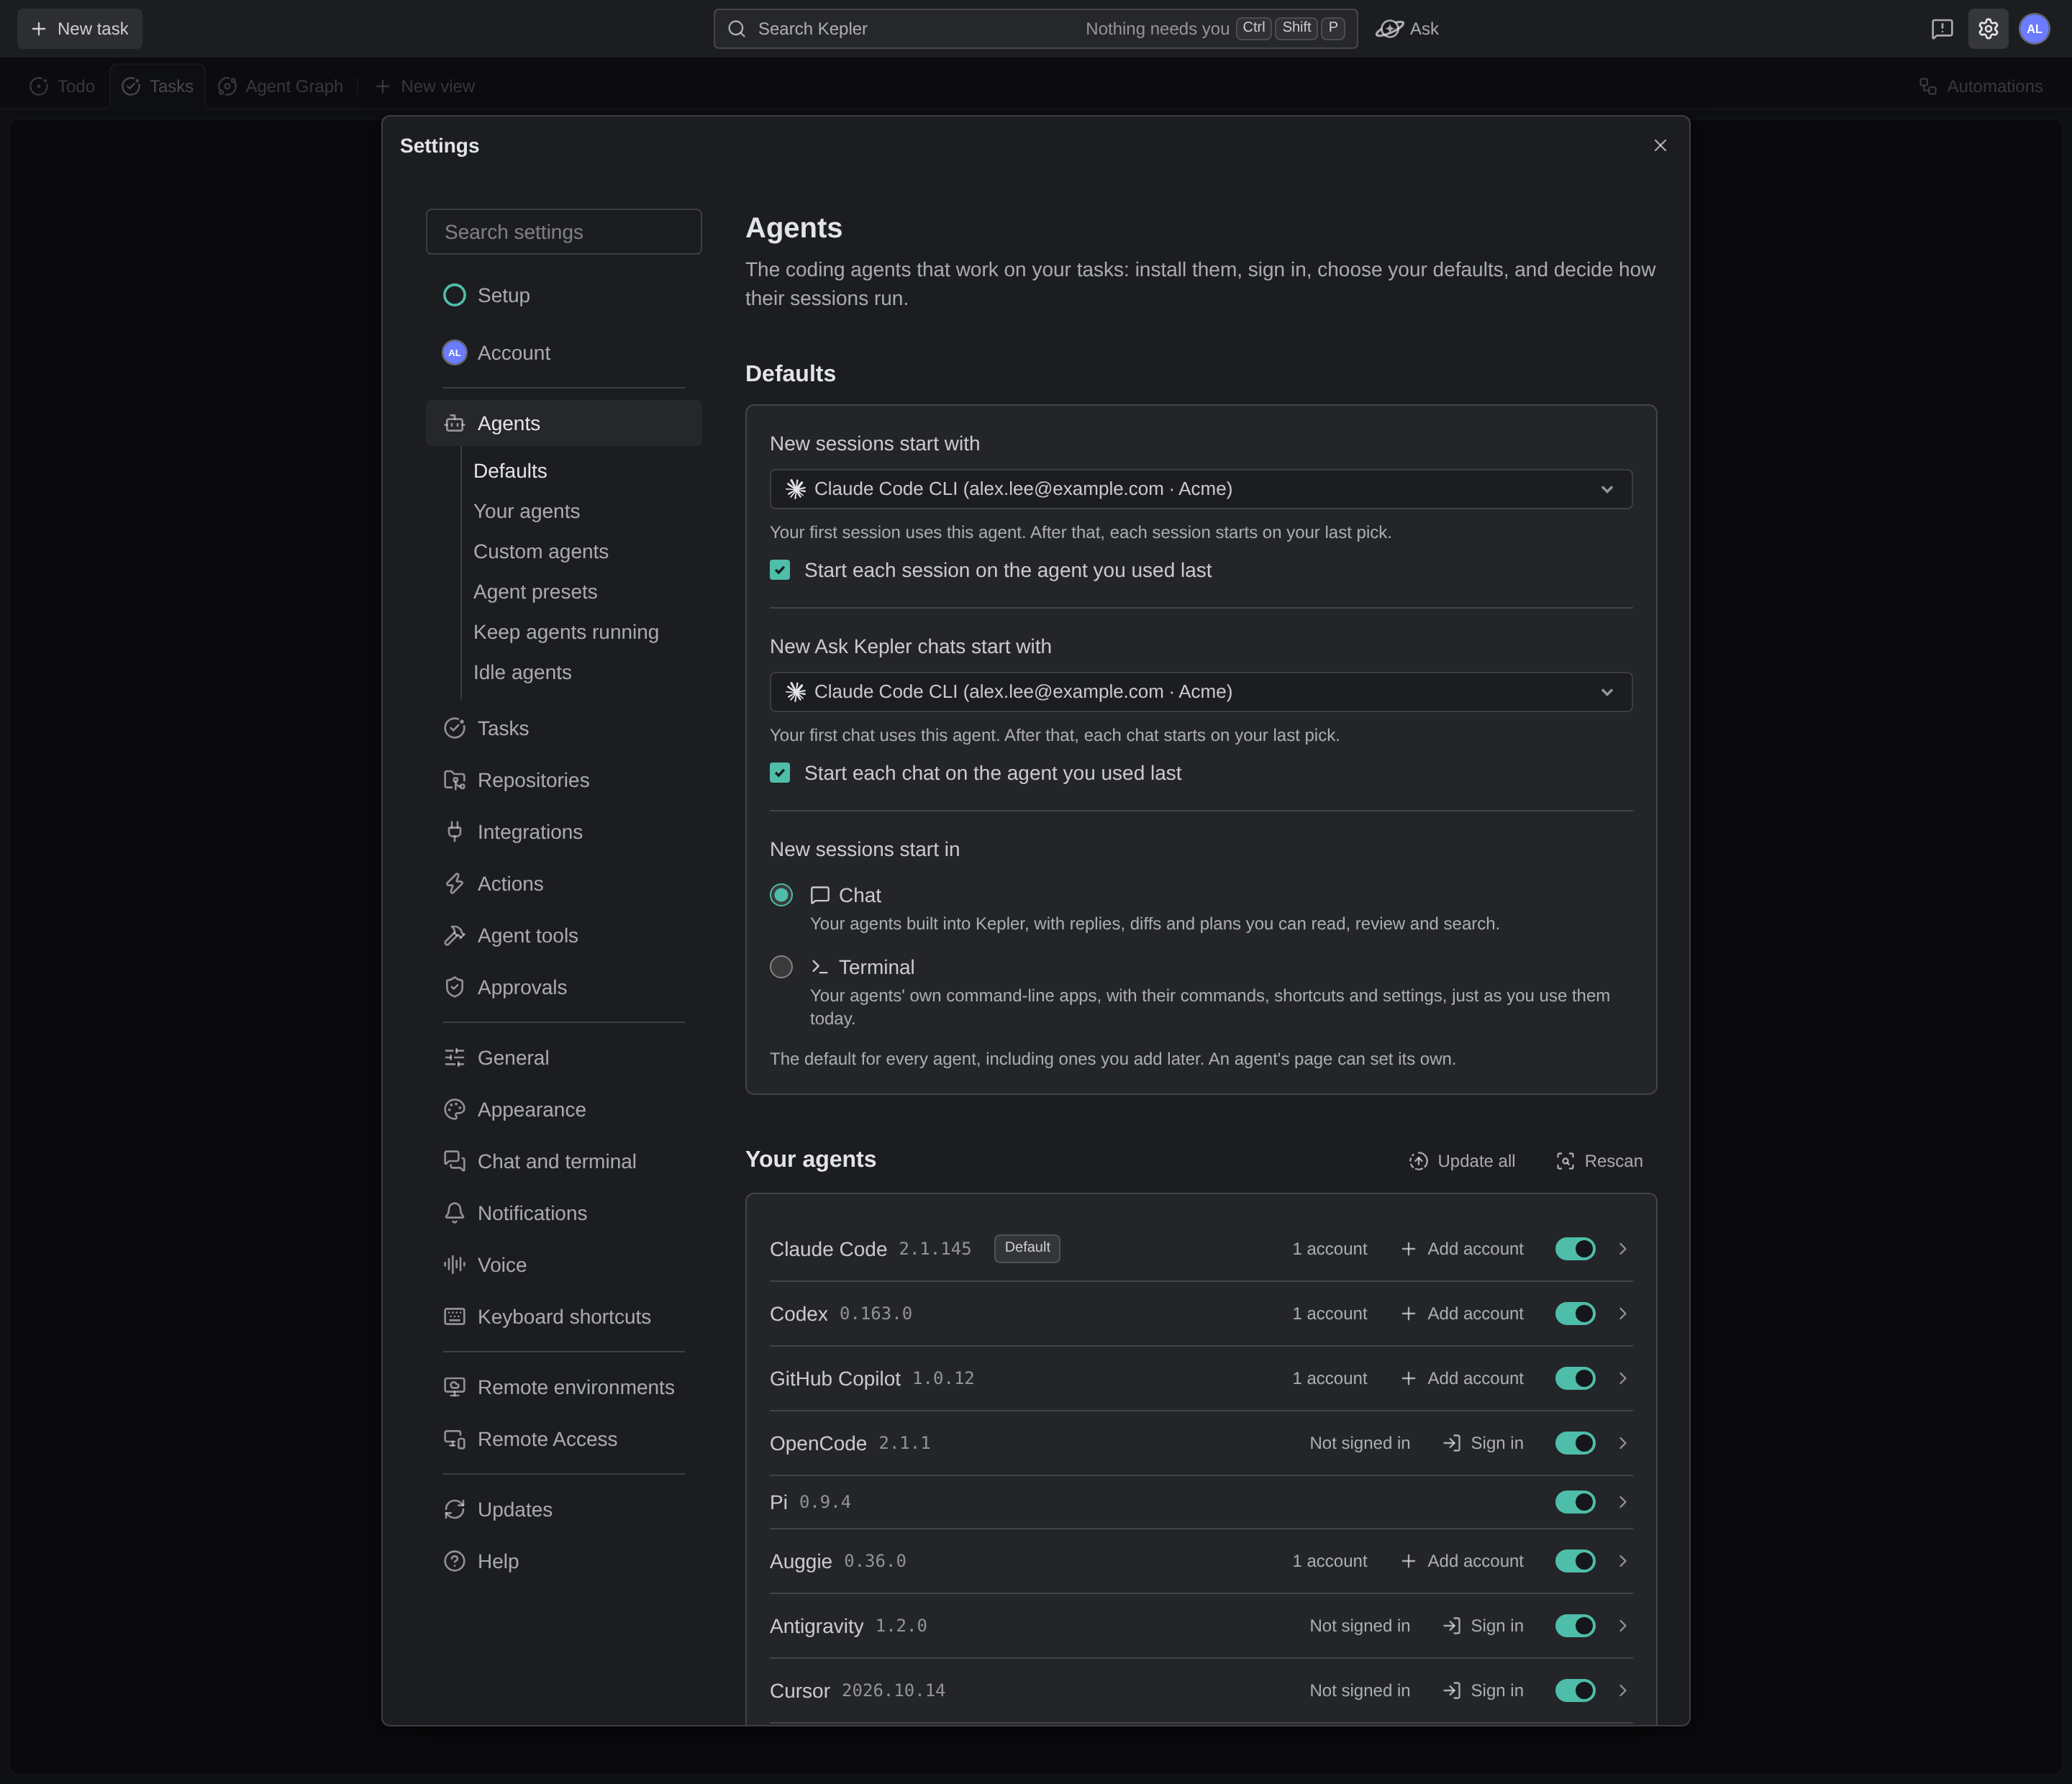 New task
Search Kepler
Nothing needs you Ctrl Shift P
Ask
AL
Todo
Tasks
Agent Graph
New view
Automations
Settings
Search settings
Setup
AL Account
Agents
Defaults
Your agents
Custom agents
Agent presets
Keep agents running
Idle agents
Tasks
Repositories
Integrations
Actions
Agent tools
Approvals
General
Appearance
Chat and terminal
Notifications
Voice
Keyboard shortcuts
Remote environments
Remote Access
Updates
Help
Agents
The coding agents that work on your tasks: install them, sign in, choose your defaults, and decide how
their sessions run.
Defaults
New sessions start with
Claude Code CLI (alex.lee@example.com · Acme)
Your first session uses this agent. After that, each session starts on your last pick.
Start each session on the agent you used last
New Ask Kepler chats start with
Claude Code CLI (alex.lee@example.com · Acme)
Your first chat uses this agent. After that, each chat starts on your last pick.
Start each chat on the agent you used last
New sessions start in
Chat
Your agents built into Kepler, with replies, diffs and plans you can read, review and search.
Terminal
Your agents' own command-line apps, with their commands, shortcuts and settings, just as you use them
today.
The default for every agent, including ones you add later. An agent's page can set its own.
Your agents
Update all
Rescan
Claude Code 2.1.145 Default 1 account Add account
Codex 0.163.0 1 account Add account
GitHub Copilot 1.0.12 1 account Add account
OpenCode 2.1.1 Not signed in Sign in
Pi 0.9.4
Auggie 0.36.0 1 account Add account
Antigravity 1.2.0 Not signed in Sign in
Cursor 2026.10.14 Not signed in Sign in